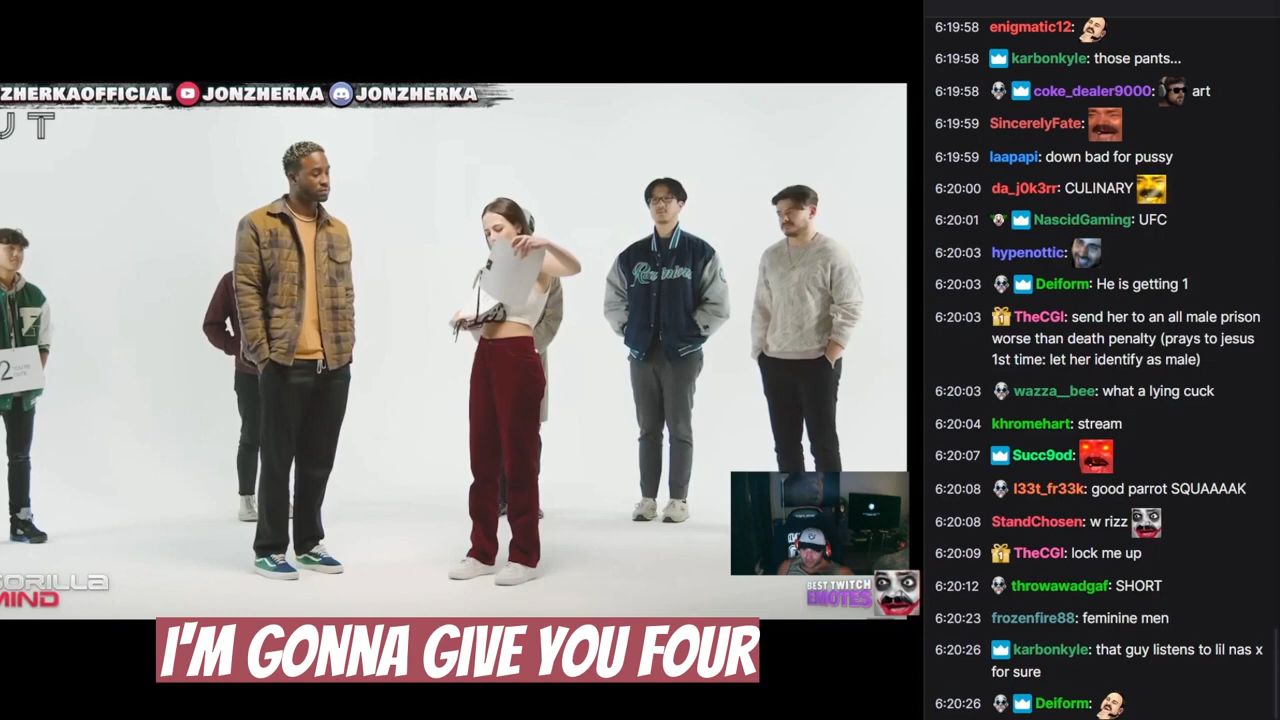 ZHERKAOFFICIAL JONZHERKA JONZHERKA
UT
2 YOU'RE CUTE
GORILLA
MIND
BEST TWITCH
EMOTES
I'M GONNA GIVE YOU FOUR
6:19:58 enigmatic12:
6:19:58 karbonkyle: those pants...
6:19:58 coke_dealer9000: art
6:19:59 SincerelyFate:
6:19:59 laapapi: down bad for pussy
6:20:00 da_j0k3rr: CULINARY
6:20:01 NascidGaming: UFC
6:20:03 hypenottic:
6:20:03 Deiform: He is getting 1
6:20:03 TheCGI: send her to an all male prison
worse than death penalty (prays to jesus
1st time: let her identify as male)
6:20:03 wazza__bee: what a lying cuck
6:20:04 khromehart: stream
6:20:07 Succ9od:
6:20:08 l33t_fr33k: good parrot SQUAAAAK
6:20:08 StandChosen: w rizz
6:20:09 TheCGI: lock me up
6:20:12 throwawadgaf: SHORT
6:20:23 frozenfire88: feminine men
6:20:26 karbonkyle: that guy listens to lil nas x
for sure
6:20:26 Deiform: